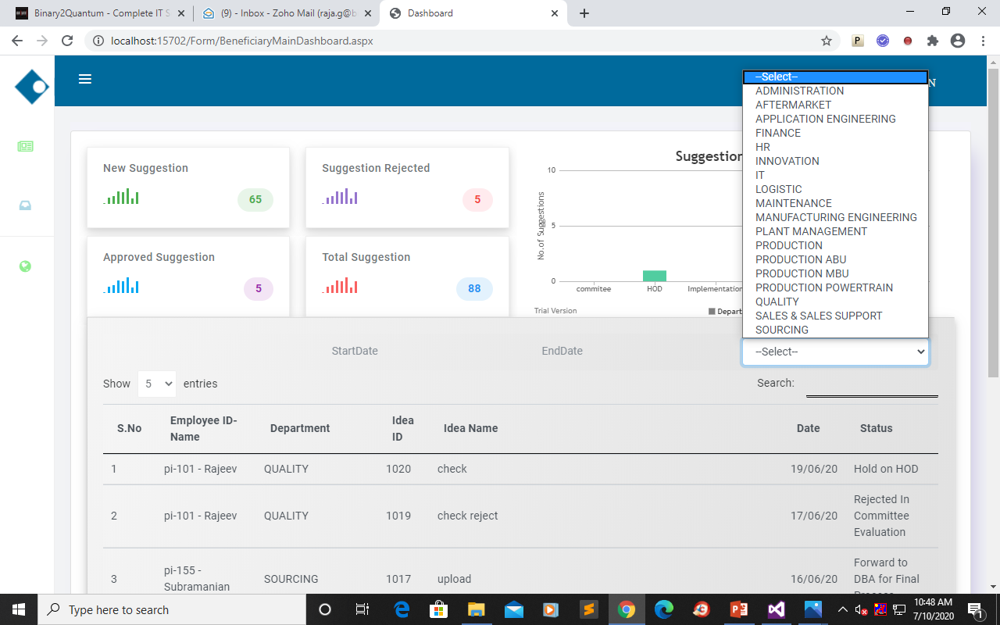 Binary2Quantum - Complete IT S
(9) - Inbox - Zoho Mail (raja.g@b
Dashboard
localhost:15702/Form/BeneficiaryMainDashboard.aspx
P
N
--Select--
ADMINISTRATION
AFTERMARKET
APPLICATION ENGINEERING
FINANCE
HR
INNOVATION
IT
LOGISTIC
MAINTENANCE
MANUFACTURING ENGINEERING
PLANT MANAGEMENT
PRODUCTION
PRODUCTION ABU
PRODUCTION MBU
PRODUCTION POWERTRAIN
QUALITY
SALES & SALES SUPPORT
SOURCING
New Suggestion
65
Suggestion Rejected
5
Approved Suggestion
5
Total Suggestion
88
Suggestion
10
5
0
No.of Suggestions
commitee HOD Implementation
Trial Version
Depart
StartDate EndDate --Select--
Show 5 entries Search:
S.No Employee ID-Name Department Idea ID Idea Name Date Status
1 pi-101 - Rajeev QUALITY 1020 check 19/06/20 Hold on HOD
2 pi-101 - Rajeev QUALITY 1019 check reject 17/06/20 Rejected In Committee Evaluation
3 pi-155 - Subramanian SOURCING 1017 upload 16/06/20 Forward to DBA for Final Process
Type here to search
10:48 AM
7/10/2020
1